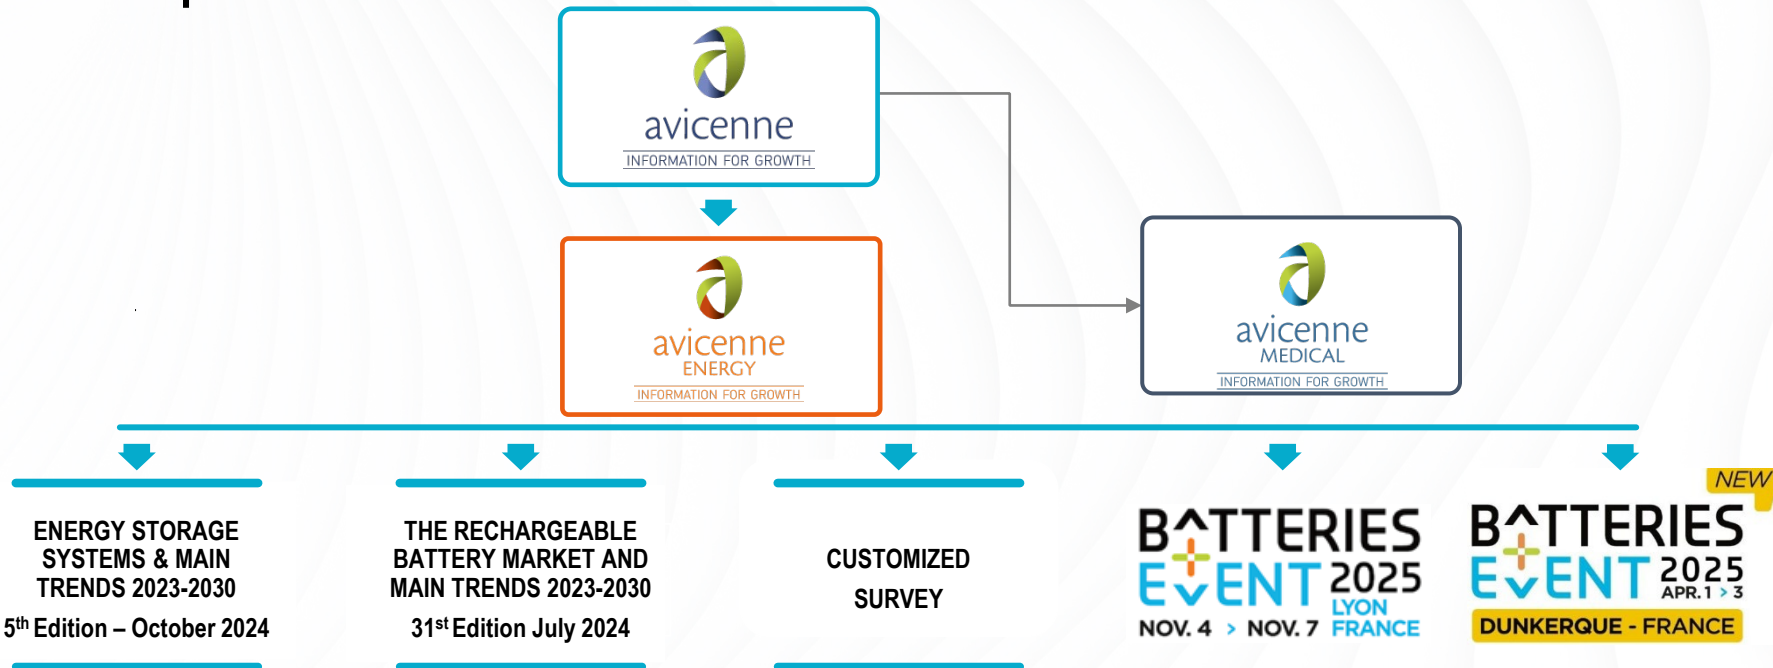 avicenne
INFORMATION FOR GROWTH
avicenne
ENERGY
INFORMATION FOR GROWTH
avicenne
MEDICAL
INFORMATION FOR GROWTH
ENERGY STORAGE
SYSTEMS & MAIN
TRENDS 2023-2030
5th Edition – October 2024
THE RECHARGEABLE
BATTERY MARKET AND
MAIN TRENDS 2023-2030
31st Edition July 2024
CUSTOMIZED
SURVEY
BATTERIES
EVENT 2025
LYON
NOV. 4 > NOV. 7 FRANCE
NEW
BATTERIES
EVENT 2025
APR. 1 > 3
DUNKERQUE - FRANCE